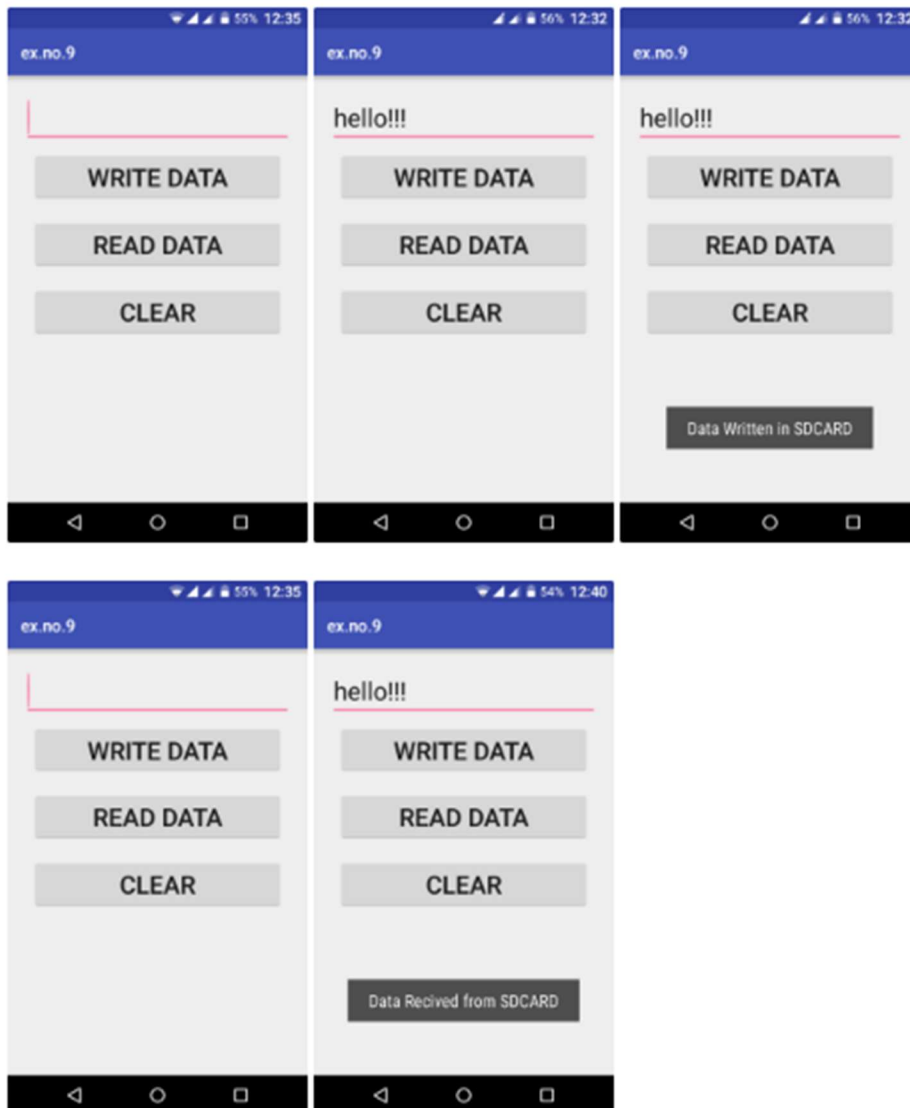 55% 12:35
ex.no.9
WRITE DATA
READ DATA
CLEAR
56% 12:32
ex.no.9
hello!!!
WRITE DATA
READ DATA
CLEAR
56% 12:32
ex.no.9
hello!!!
WRITE DATA
READ DATA
CLEAR
Data Written in SDCARD
55% 12:35
ex.no.9
WRITE DATA
READ DATA
CLEAR
54% 12:40
ex.no.9
hello!!!
WRITE DATA
READ DATA
CLEAR
Data Recived from SDCARD